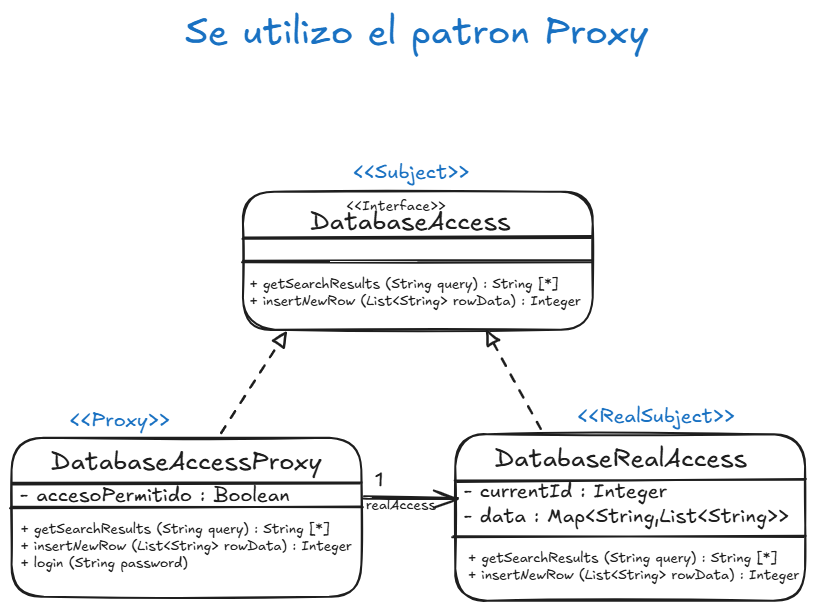 Se utilizo el patron Proxy
<<Subject>>
<<Interface>>
DatabaseAccess
+ getSearchResults (String query) : String [*]
+ insertNewRow (List<String> rowData) : Integer
<<Proxy>>
DatabaseAccessProxy
- accesoPermitido : Boolean
+ getSearchResults (String query) : String [*]
+ insertNewRow (List<String> rowData) : Integer
+ login (String password)
1
realAccess
<<RealSubject>>
DatabaseRealAccess
- currentId : Integer
- data : Map<String,List<String>>
+ getSearchResults (String query) : String [*]
+ insertNewRow (List<String> rowData) : Integer